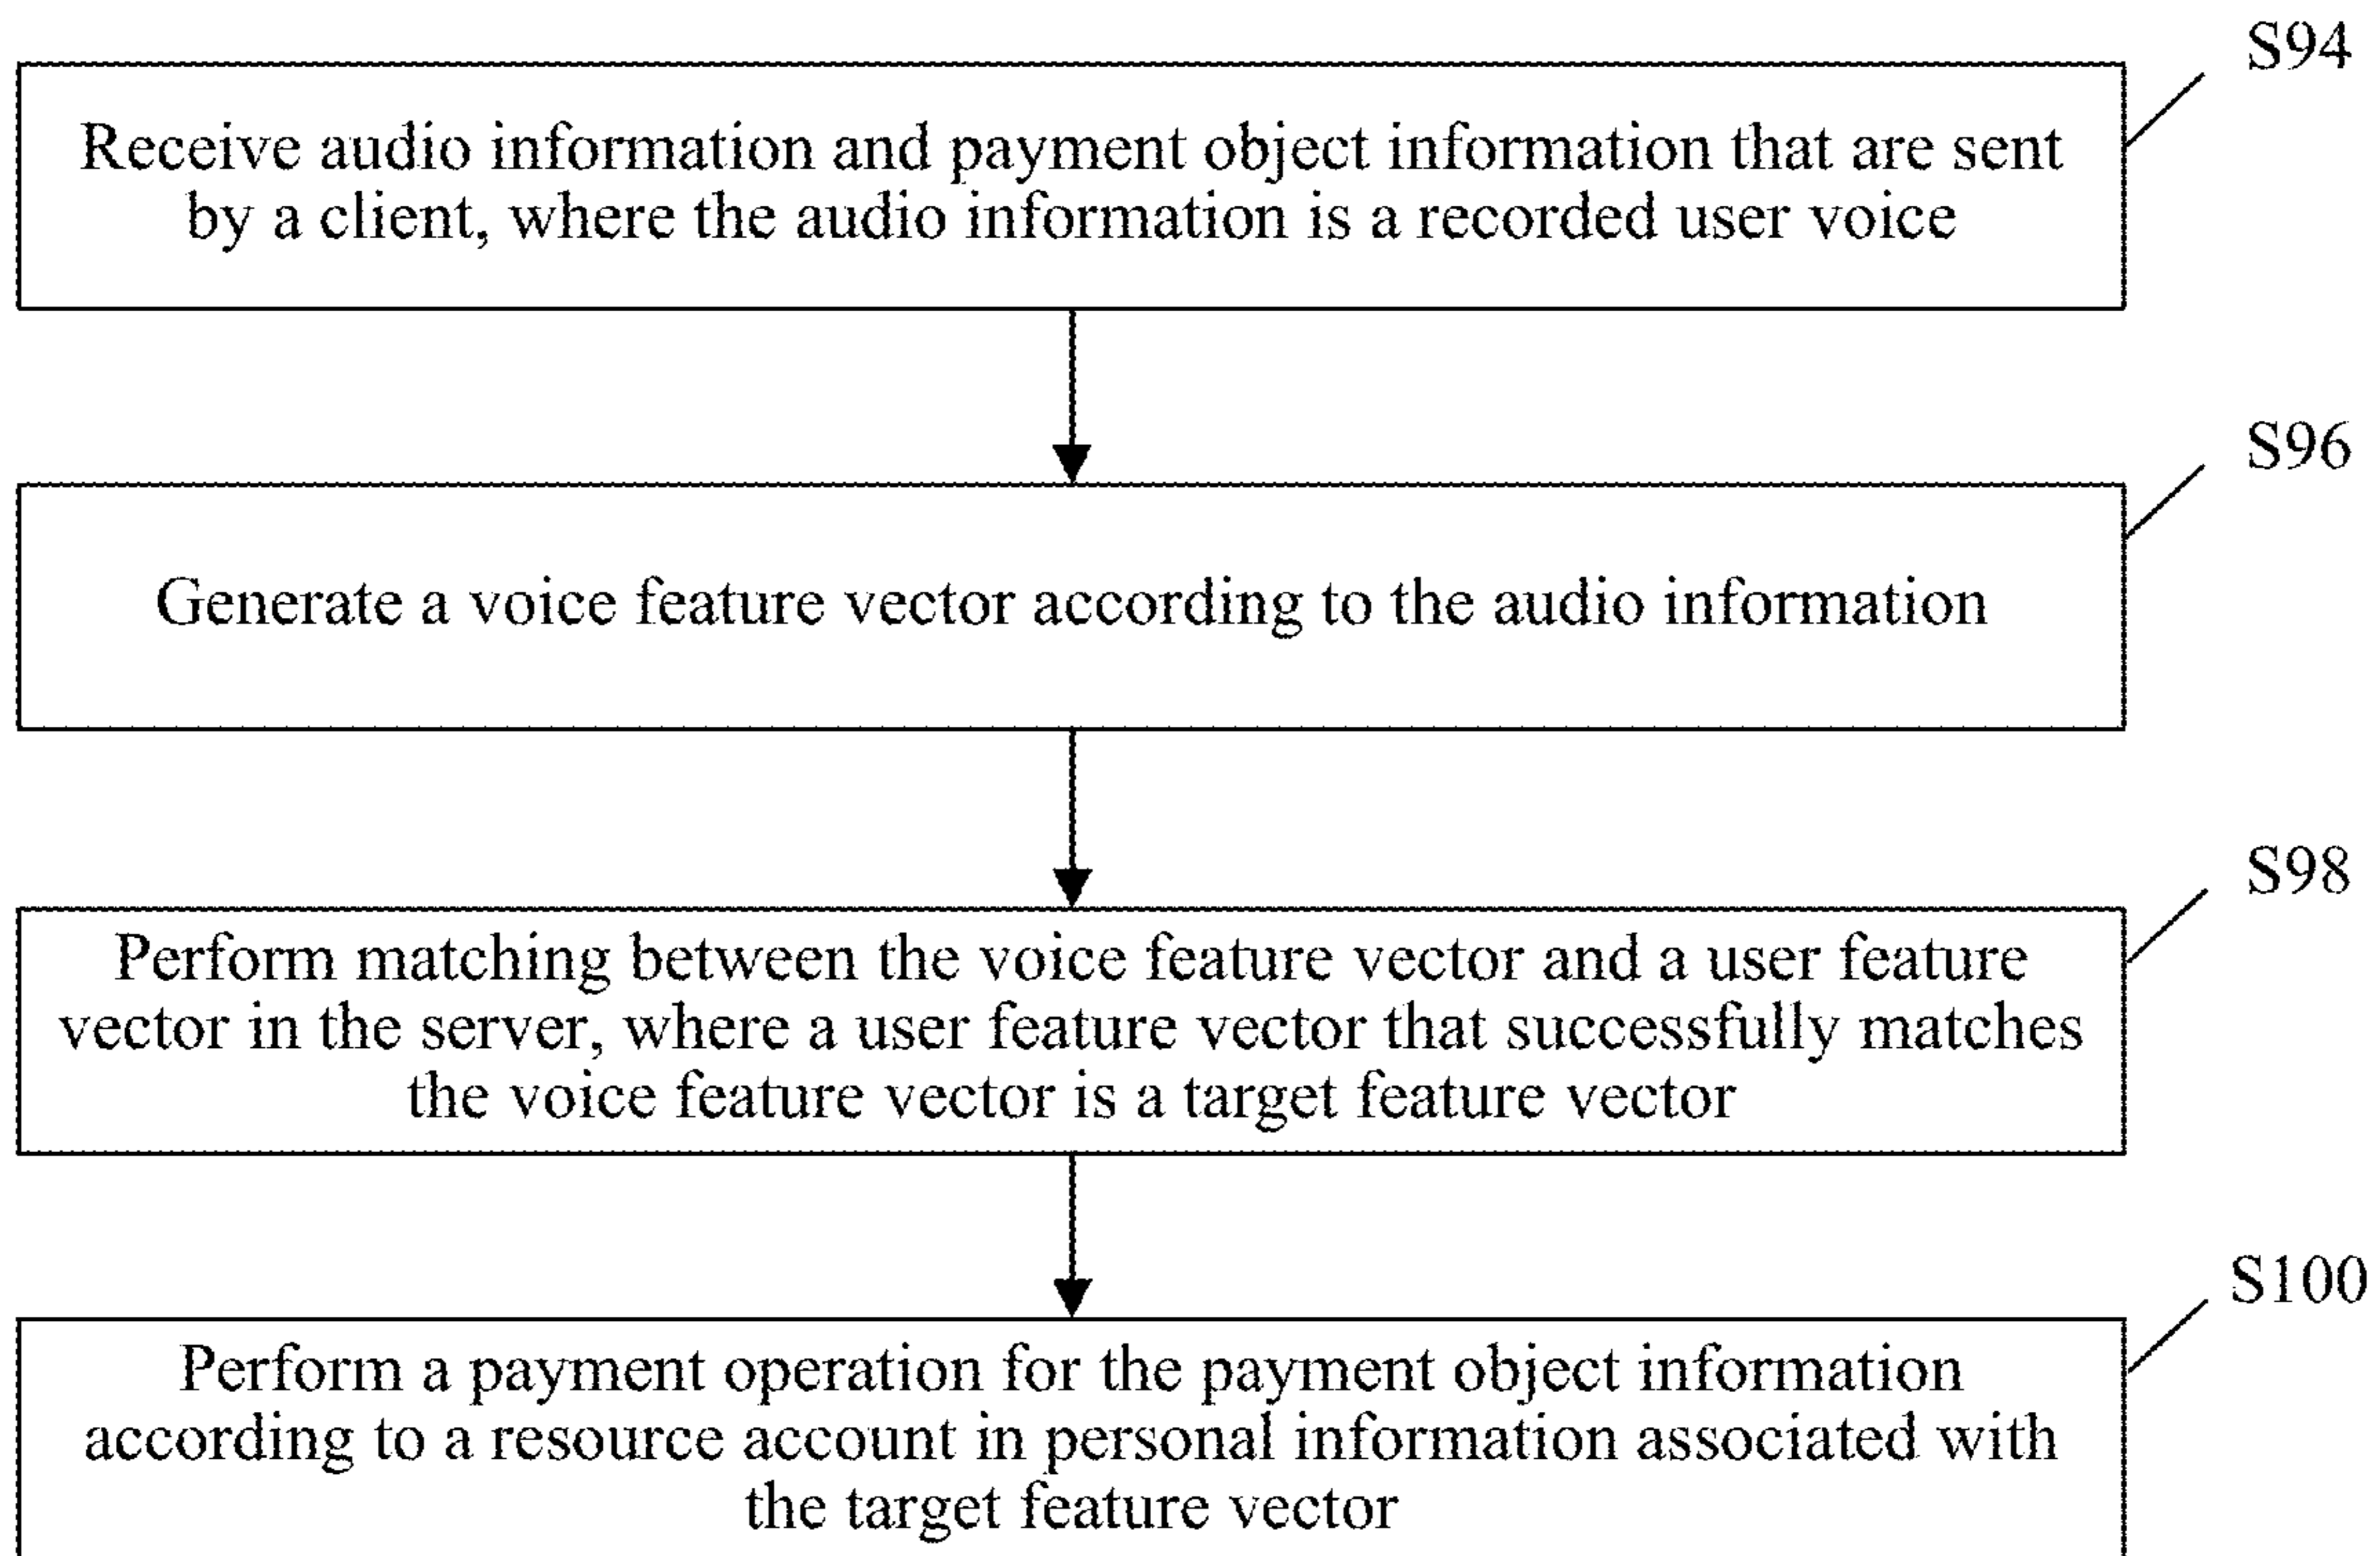 S94
Receive audio information and payment object information that are sent
by a client, where the audio information is a recorded user voice
S96
Generate a voice feature vector according to the audio information
S98
Perform matching between the voice feature vector and a user feature
vector in the server, where a user feature vector that successfully matches
the voice feature vector is a target feature vector
S100
Perform a payment operation for the payment object information
according to a resource account in personal information associated with
the target feature vector